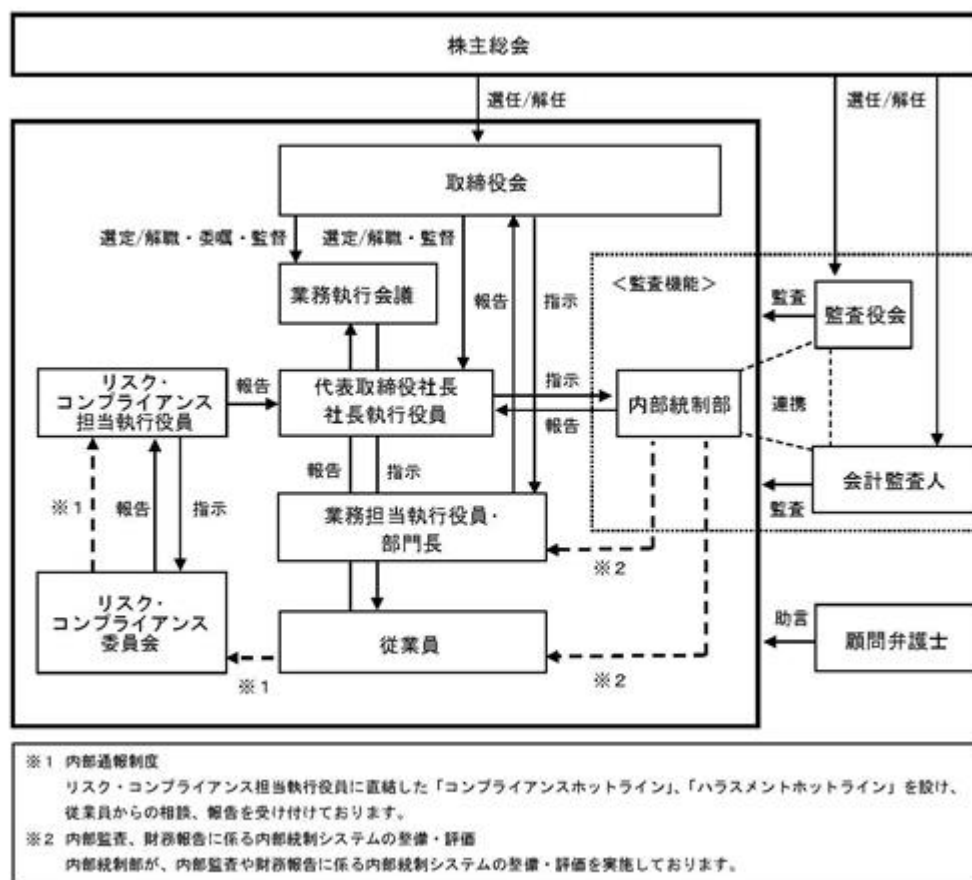 株主総会
選任/解任
選任/解任
取締役会
選定/解職・委嘱・監督
選定/解職・監督
業務執行会議
報告
指示
＜監査機能＞
監査
監査役会
リスク・
コンプライアンス
担当執行役員
報告
代表取締役社長
社長執行役員
指示
報告
内部統制部
連携
※１
報告
指示
報告
指示
業務担当執行役員・
部門長
会計監査人
監査
※２
リスク・
コンプライアンス
委員会
従業員
※１
※２
助言
顧問弁護士
※１ 内部通報制度
リスク・コンプライアンス担当執行役員に直結した「コンプライアンスホットライン」、「ハラスメントホットライン」を設け、
従業員からの相談、報告を受け付けております。
※２ 内部監査、財務報告に係る内部統制システムの整備・評価
内部統制部が、内部監査や財務報告に係る内部統制システムの整備・評価を実施しております。